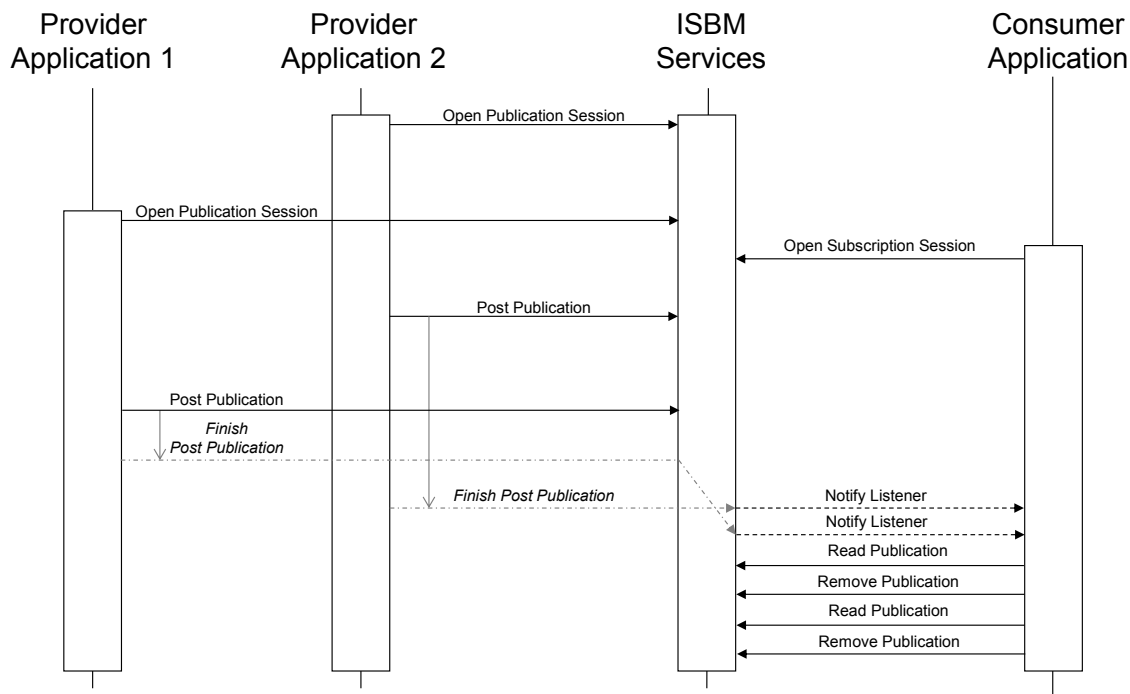 Provider
Application 1
Provider
Application 2
ISBM
Services
Consumer
Application
Open Publication Session
Open Publication Session
Open Subscription Session
Post Publication
Post Publication
Finish
Post Publication
Finish Post Publication
Notify Listener
Notify Listener
Read Publication
Remove Publication
Read Publication
Remove Publication